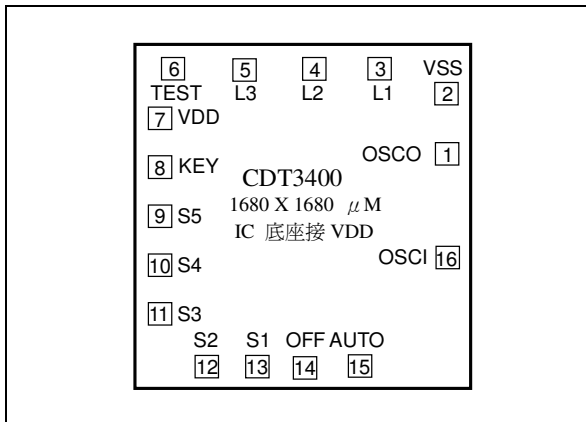 6 5 4 3 VSS
TEST L3 L2 L1 2
7 VDD
OSCO 1
8 KEY
CDT3400
1680 X 1680 μM
9 S5
IC 底座接 VDD
OSCI 16
10 S4
11 S3
S2 S1 OFF AUTO
12 13 14 15